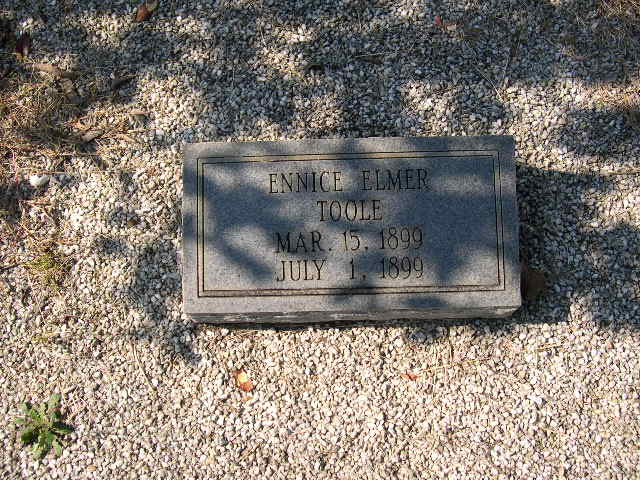 ENNICE ELMER
TOOLE
MAR. 15, 1899
JULY 1, 1899